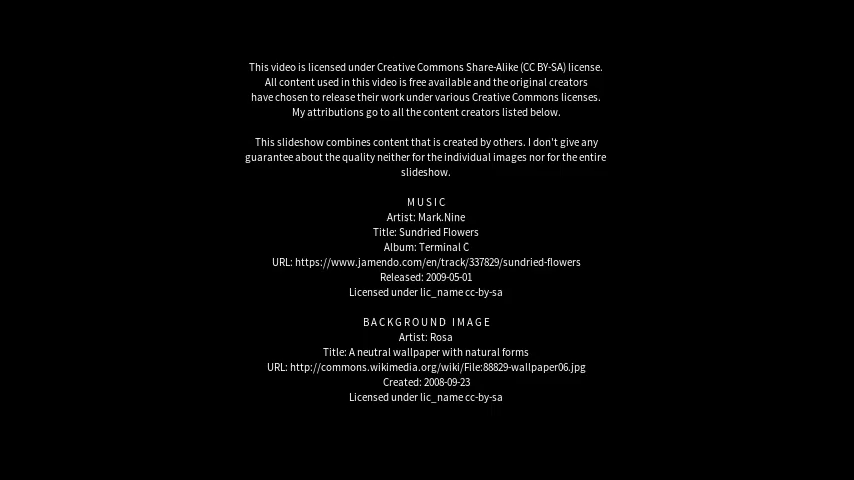 This video is licensed under Creative Commons Share-Alike (CC BY-SA) license.
All content used in this video is free available and the original creators
have chosen to release their work under various Creative Commons licenses.
My attributions go to all the content creators listed below.
This slideshow combines content that is created by others. I don't give any
guarantee about the quality neither for the individual images nor for the entire
slideshow.
MUSIC
Artist: Mark.Nine
Title: Sundried Flowers
Album: Terminal C
URL: https://www.jamendo.com/en/track/337829/sundried-flowers
Released: 2009-05-01
Licensed under lic_name cc-by-sa
BACKGROUND IMAGE
Artist: Rosa
Title: A neutral wallpaper with natural forms
URL: http://commons.wikimedia.org/wiki/File:88829-wallpaper06.jpg
Created: 2008-09-23
Licensed under lic_name cc-by-sa